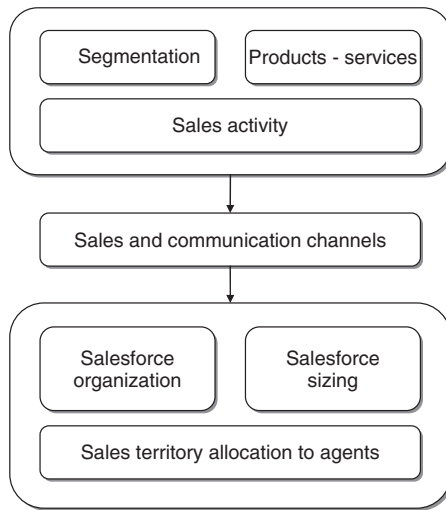 Segmentation
Products - services
Sales activity
Sales and communication channels
Salesforce
organization
Salesforce
sizing
Sales territory allocation to agents